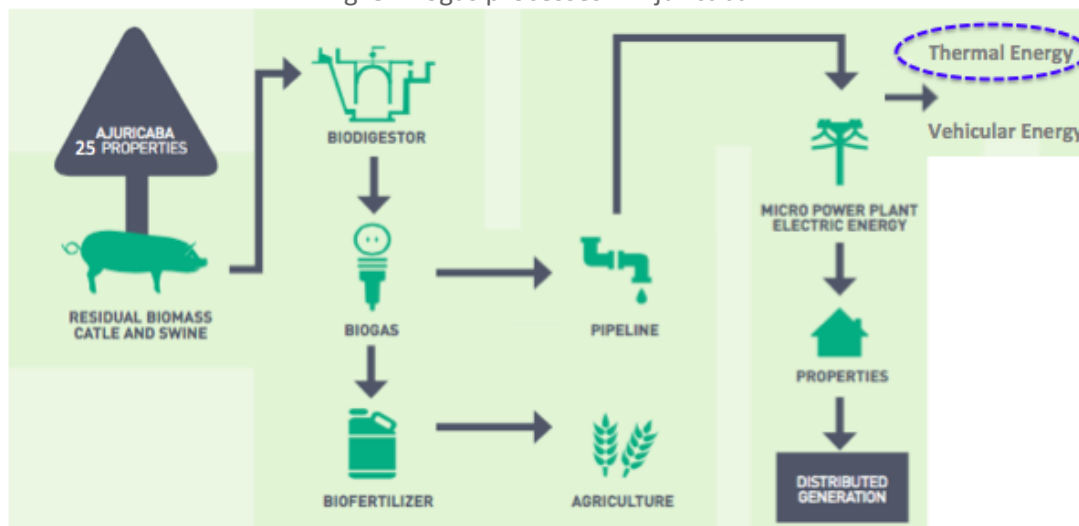 AJURICABA
25 PROPERTIES
RESIDUAL BIOMASS
CATLE AND SWINE
BIODIGESTOR
BIOGAS
BIOFERTILIZER
PIPELINE
AGRICULTURE
Thermal Energy
Vehicular Energy
MICRO POWER PLANT
ELECTRIC ENERGY
PROPERTIES
DISTRIBUTED
GENERATION